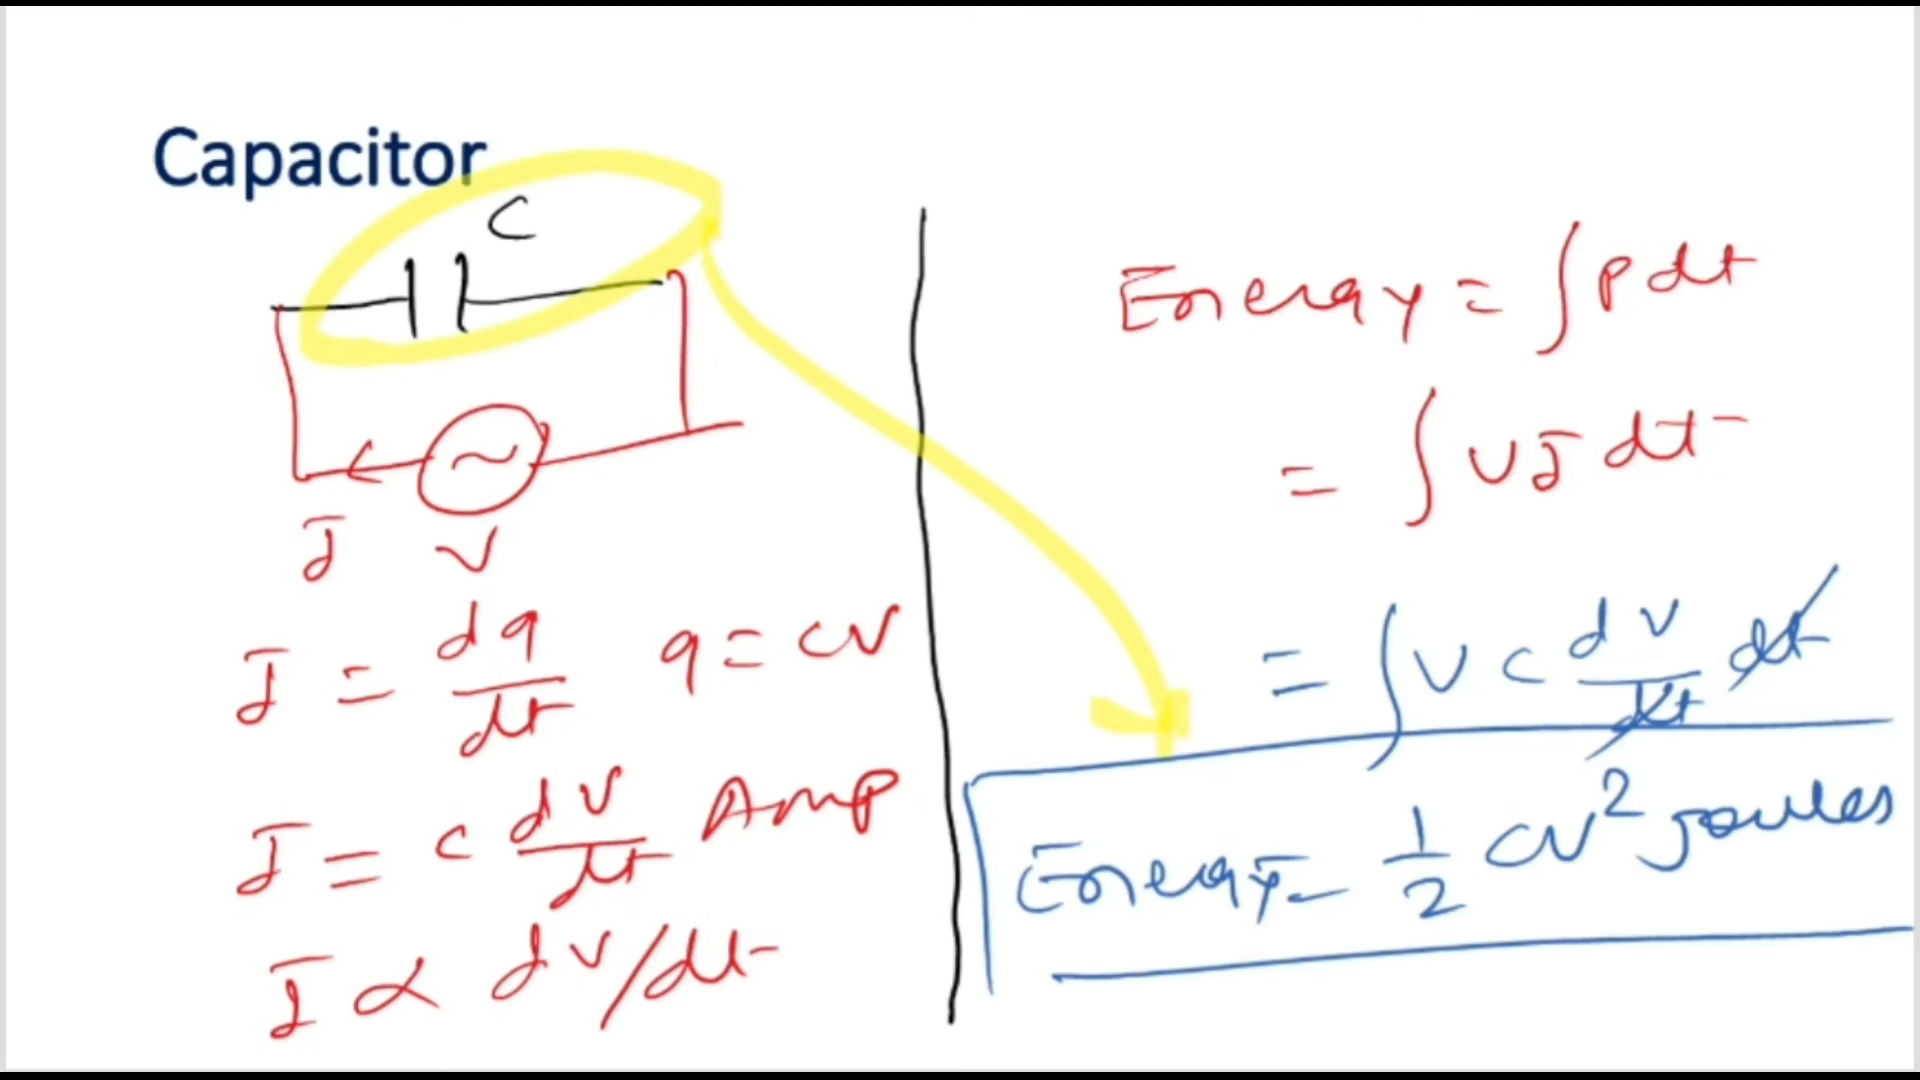 Capacitor
C
I V
I = dq/dt q = CV
I = C dV/dt Amp
I ∝ dV/dt
Energy = ∫ P dt
= ∫ V I dt
= ∫ V C dV/dt dt
Energy = 1/2 CV² Joules